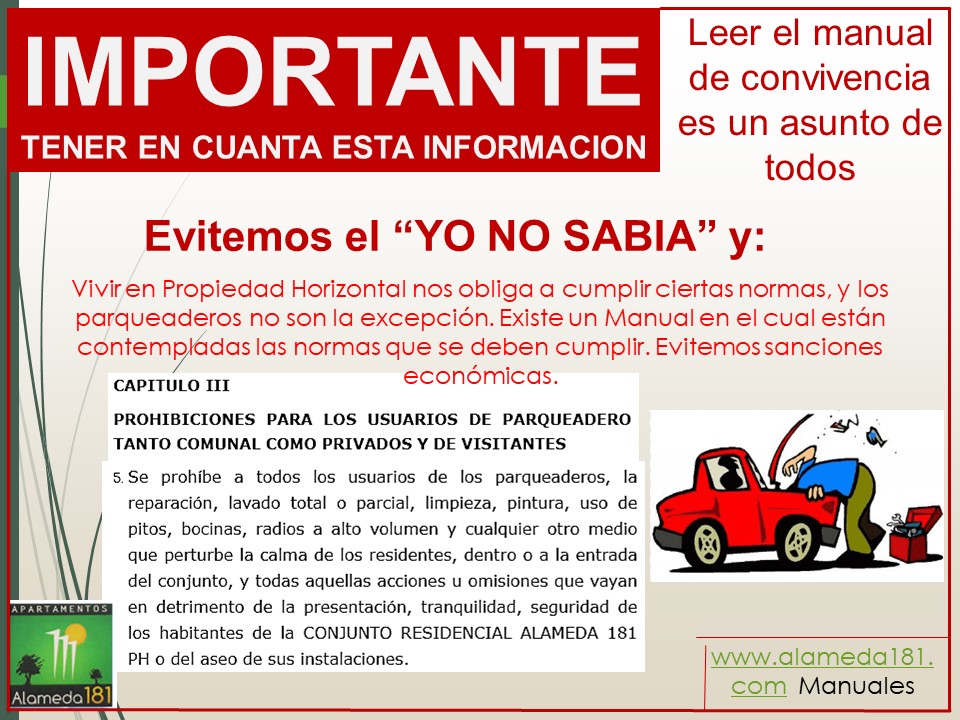 IMPORTANTE
TENER EN CUANTA ESTA INFORMACION
Leer el manual
de convivencia
es un asunto de
todos
Evitemos el “YO NO SABIA” y:
Vivir en Propiedad Horizontal nos obliga a cumplir ciertas normas, y los
parqueaderos no son la excepción. Existe un Manual en el cual están
contempladas las normas que se deben cumplir. Evitemos sanciones
económicas.
CAPITULO III
PROHIBICIONES PARA LOS USUARIOS DE PARQUEADERO
TANTO COMUNAL COMO PRIVADOS Y DE VISITANTES
5. Se prohíbe a todos los usuarios de los parqueaderos, la
reparación, lavado total o parcial, limpieza, pintura, uso de
pitos, bocinas, radios a alto volumen y cualquier otro medio
que perturbe la calma de los residentes, dentro o a la entrada
del conjunto, y todas aquellas acciones u omisiones que vayan
en detrimento de la presentación, tranquilidad, seguridad de
los habitantes de la CONJUNTO RESIDENCIAL ALAMEDA 181
PH o del aseo de sus instalaciones.
APARTAMENTOS
Alameda181
www.alameda181.
com Manuales